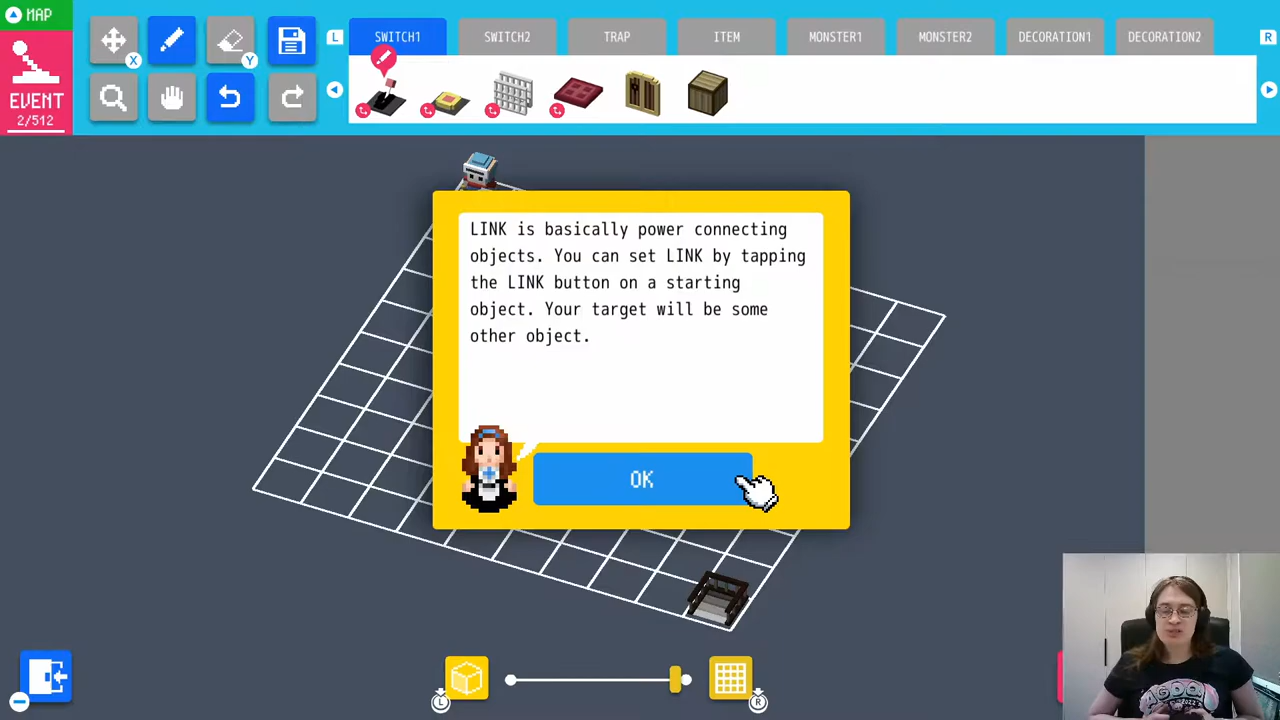 MAP
EVENT
2/512
X
Y
L
SWITCH1
SWITCH2
TRAP
ITEM
MONSTER1
MONSTER2
DECORATION1
DECORATION2
R
LINK is basically power connecting
objects. You can set LINK by tapping
the LINK button on a starting
object. Your target will be some
other object.
OK
L
R
2022